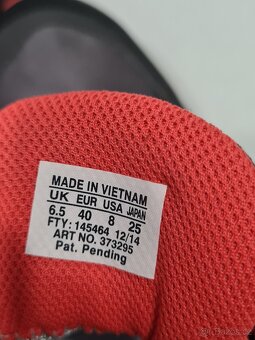 MADE IN VIETNAM
UK EUR USA JAPAN
6.5 40 8 25
FTY: 145464 12/14
ART NO. 373295
Pat. Pending